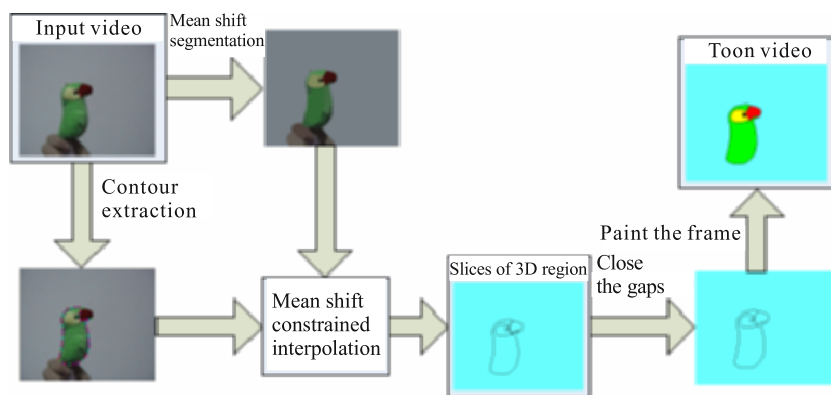 Input video
Mean shift
segmentation
Toon video
Contour
extraction
Paint the frame
Slices of 3D region
Close
the gaps
Mean shift
constrained
interpolation